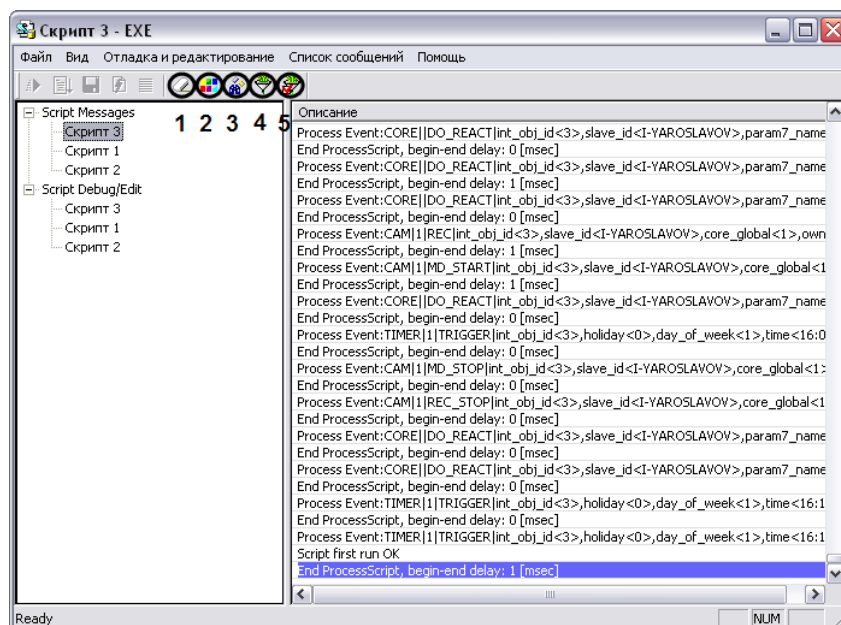 Скрипт 3 - EXE
Файл Вид Отладка и редактирование Список сообщений Помощь
1 2 3 4 5
Script Messages
Скрипт 3
Скрипт 1
Скрипт 2
Script Debug/Edit
Скрипт 3
Скрипт 1
Скрипт 2
Описание
Process Event:CORE||DO_REACT|int_obj_id<3>,slave_id<I-YAROSLAVOV>,param7_name
End ProcessScript, begin-end delay: 0 [msec]
Process Event:CORE||DO_REACT|int_obj_id<3>,slave_id<I-YAROSLAVOV>,param7_name
End ProcessScript, begin-end delay: 1 [msec]
Process Event:CORE||DO_REACT|int_obj_id<3>,slave_id<I-YAROSLAVOV>,param7_name
End ProcessScript, begin-end delay: 0 [msec]
Process Event:CAM|1|REC|int_obj_id<3>,slave_id<I-YAROSLAVOV>,core_global<1>,own
End ProcessScript, begin-end delay: 1 [msec]
Process Event:CAM|1|MD_START|int_obj_id<3>,slave_id<I-YAROSLAVOV>,core_global<1
End ProcessScript, begin-end delay: 1 [msec]
Process Event:CORE||DO_REACT|int_obj_id<3>,slave_id<I-YAROSLAVOV>,param7_name
End ProcessScript, begin-end delay: 0 [msec]
Process Event:TIMER|1|TRIGGER|int_obj_id<3>,holiday<0>,day_of_week<1>,time<16:0
End ProcessScript, begin-end delay: 0 [msec]
Process Event:CAM|1|MD_STOP|int_obj_id<3>,slave_id<I-YAROSLAVOV>,core_global<1>
End ProcessScript, begin-end delay: 0 [msec]
Process Event:CAM|1|REC_STOP|int_obj_id<3>,slave_id<I-YAROSLAVOV>,core_global<1
End ProcessScript, begin-end delay: 0 [msec]
Process Event:CORE||DO_REACT|int_obj_id<3>,slave_id<I-YAROSLAVOV>,param7_name
End ProcessScript, begin-end delay: 0 [msec]
Process Event:CORE||DO_REACT|int_obj_id<3>,slave_id<I-YAROSLAVOV>,param7_name
End ProcessScript, begin-end delay: 0 [msec]
Process Event:TIMER|1|TRIGGER|int_obj_id<3>,holiday<0>,day_of_week<1>,time<16:1
End ProcessScript, begin-end delay: 0 [msec]
Process Event:TIMER|1|TRIGGER|int_obj_id<3>,holiday<0>,day_of_week<1>,time<16:1
Script first run OK
End ProcessScript, begin-end delay: 1 [msec]
Ready
NUM